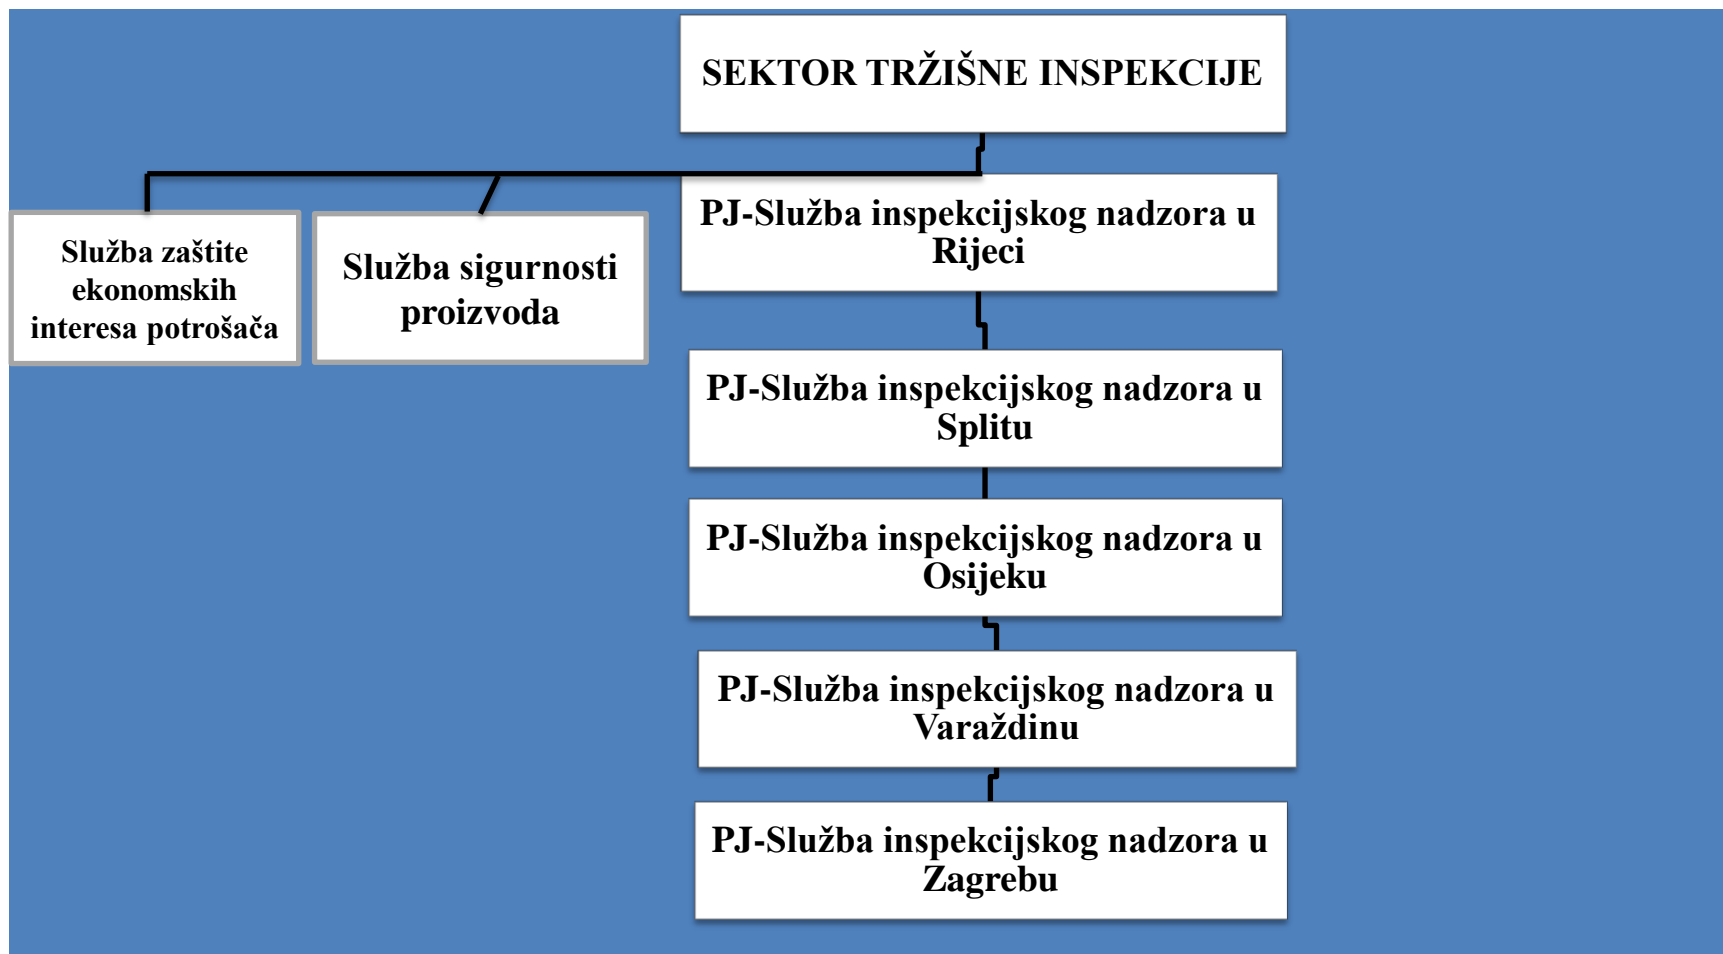 SEKTOR TRŽIŠNE INSPEKCIJE
Služba zaštite
ekonomskih
interesa potrošača
Služba sigurnosti
proizvoda
PJ-Služba inspekcijskog nadzora u
Rijeci
PJ-Služba inspekcijskog nadzora u
Splitu
PJ-Služba inspekcijskog nadzora u
Osijeku
PJ-Služba inspekcijskog nadzora u
Varaždinu
PJ-Služba inspekcijskog nadzora u
Zagrebu